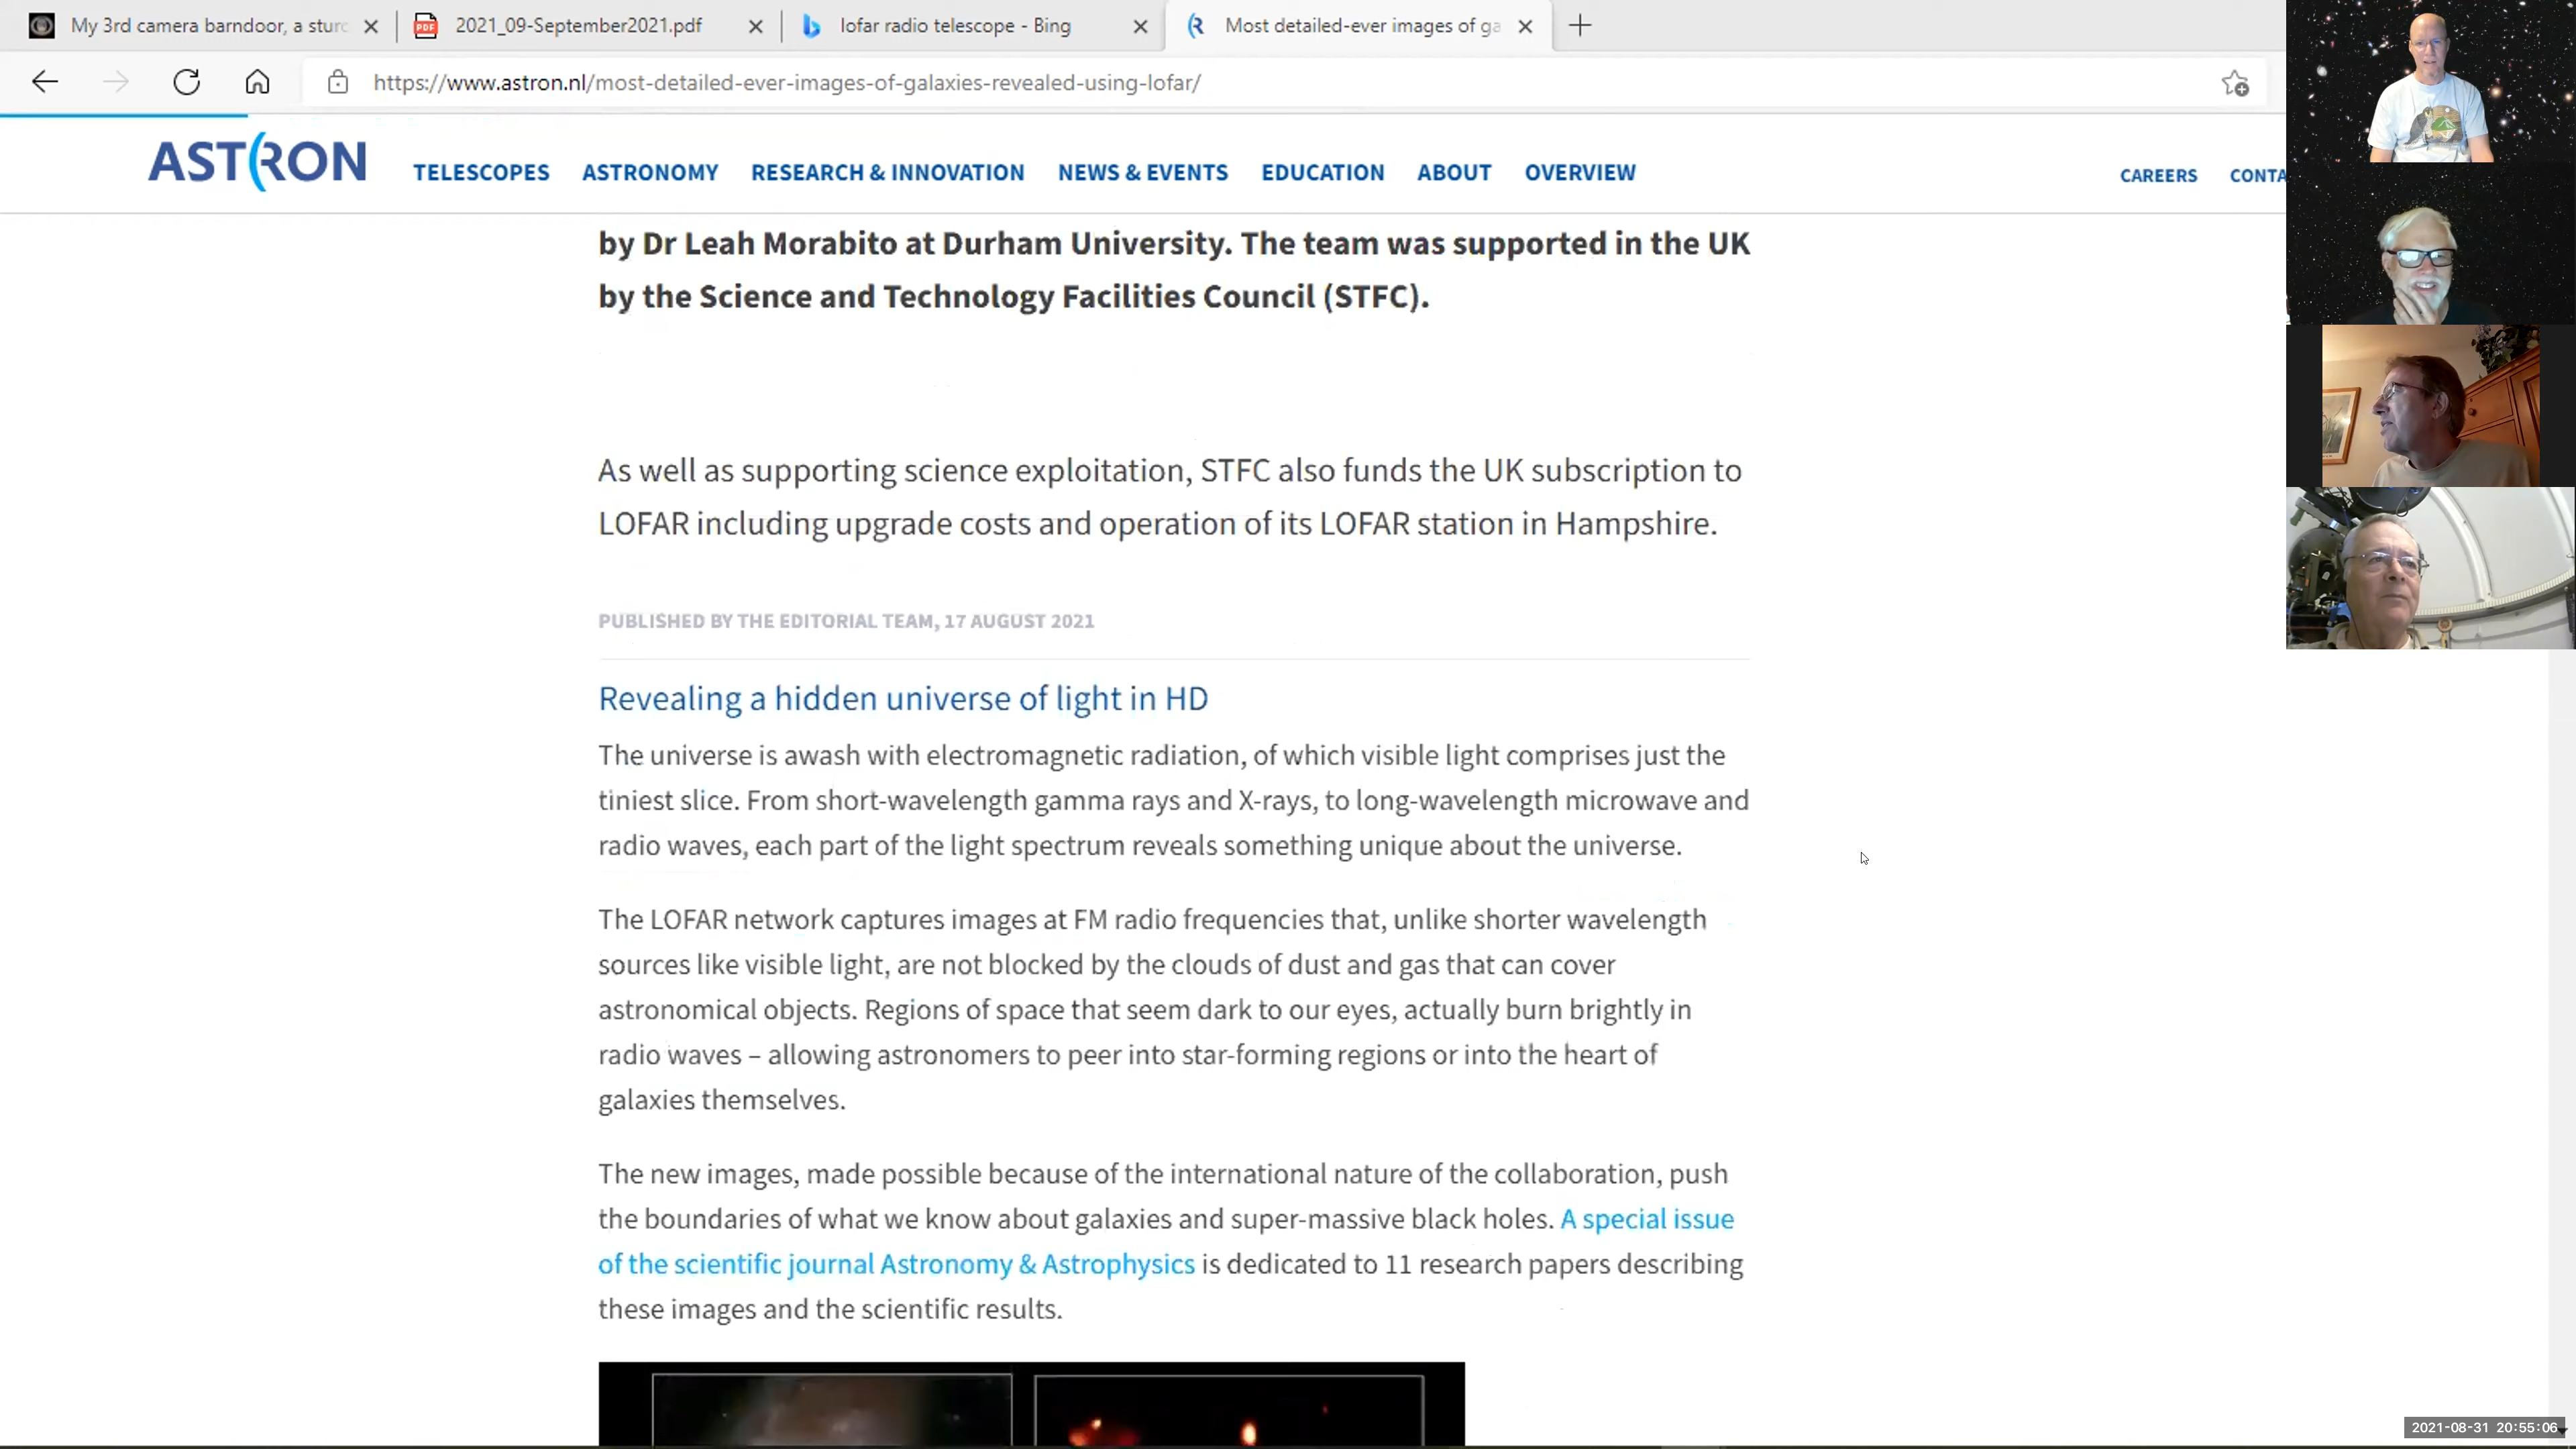 My 3rd camera barndoor, a sturc
2021_09-September2021.pdf
lofar radio telescope - Bing
Most detailed-ever images of ga
https://www.astron.nl/most-detailed-ever-images-of-galaxies-revealed-using-lofar/
ASTRON
TELESCOPES ASTRONOMY RESEARCH & INNOVATION NEWS & EVENTS EDUCATION ABOUT OVERVIEW
CAREERS CONTA
by Dr Leah Morabito at Durham University. The team was supported in the UK
by the Science and Technology Facilities Council (STFC).
As well as supporting science exploitation, STFC also funds the UK subscription to
LOFAR including upgrade costs and operation of its LOFAR station in Hampshire.
PUBLISHED BY THE EDITORIAL TEAM, 17 AUGUST 2021
Revealing a hidden universe of light in HD
The universe is awash with electromagnetic radiation, of which visible light comprises just the
tiniest slice. From short-wavelength gamma rays and X-rays, to long-wavelength microwave and
radio waves, each part of the light spectrum reveals something unique about the universe.
The LOFAR network captures images at FM radio frequencies that, unlike shorter wavelength
sources like visible light, are not blocked by the clouds of dust and gas that can cover
astronomical objects. Regions of space that seem dark to our eyes, actually burn brightly in
radio waves – allowing astronomers to peer into star-forming regions or into the heart of
galaxies themselves.
The new images, made possible because of the international nature of the collaboration, push
the boundaries of what we know about galaxies and super-massive black holes. A special issue
of the scientific journal Astronomy & Astrophysics is dedicated to 11 research papers describing
these images and the scientific results.
2021-08-31 20:55:06